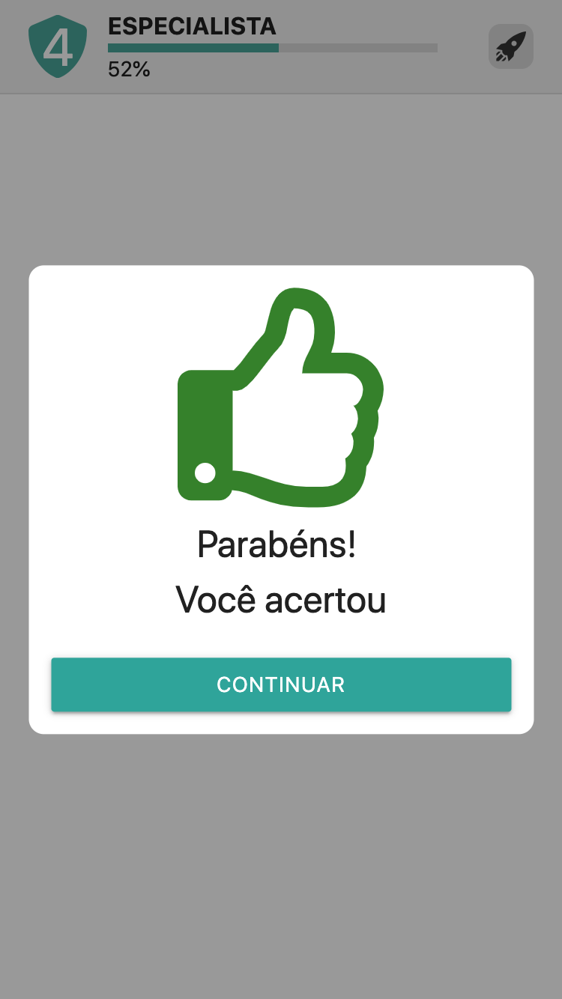 4
ESPECIALISTA
52%
Parabéns!
Você acertou
CONTINUAR